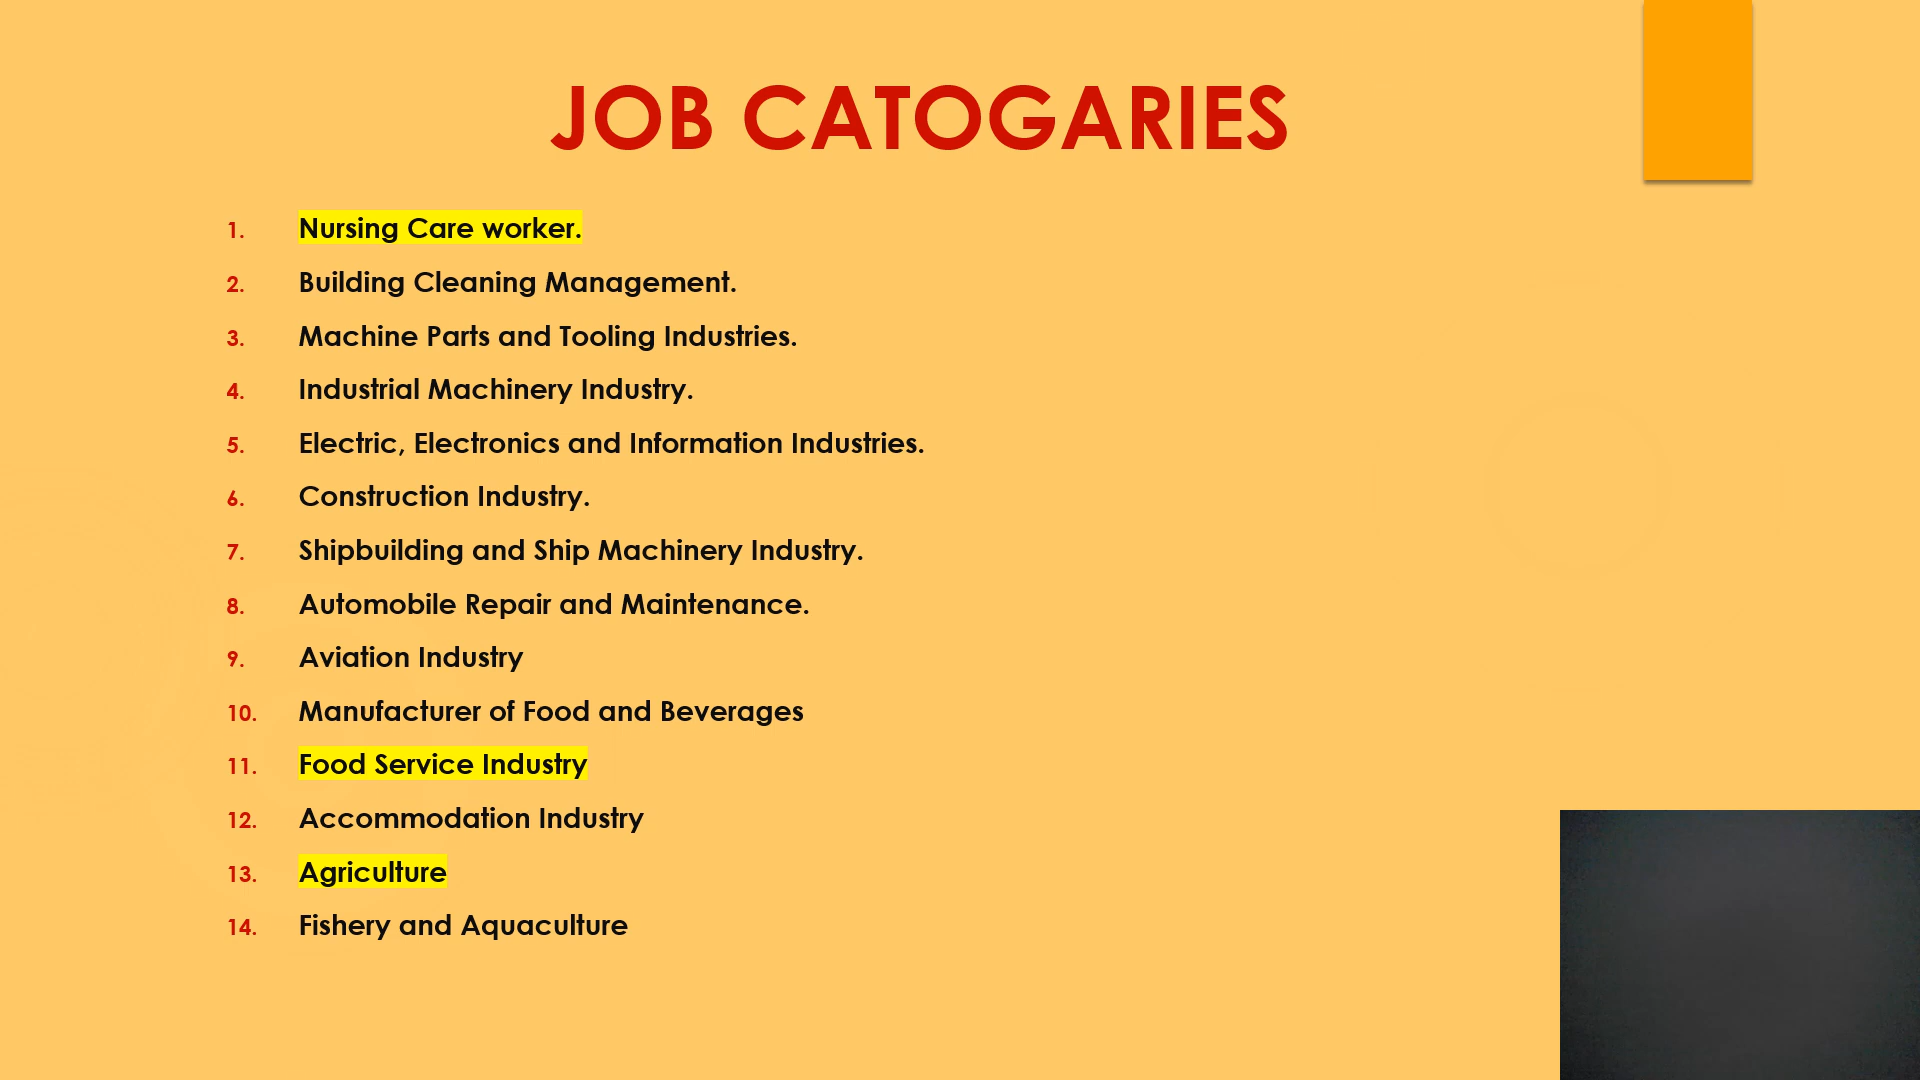 JOB CATOGARIES
1. Nursing Care worker.
2. Building Cleaning Management.
3. Machine Parts and Tooling Industries.
4. Industrial Machinery Industry.
5. Electric, Electronics and Information Industries.
6. Construction Industry.
7. Shipbuilding and Ship Machinery Industry.
8. Automobile Repair and Maintenance.
9. Aviation Industry
10. Manufacturer of Food and Beverages
11. Food Service Industry
12. Accommodation Industry
13. Agriculture
14. Fishery and Aquaculture